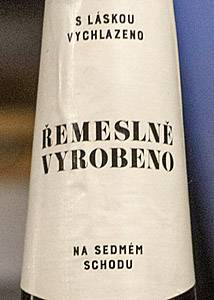 S LÁSKOU
VYCHLAZENO
ŘEMESLNĚ
VYROBENO
NA SEDMÉM
SCHODU